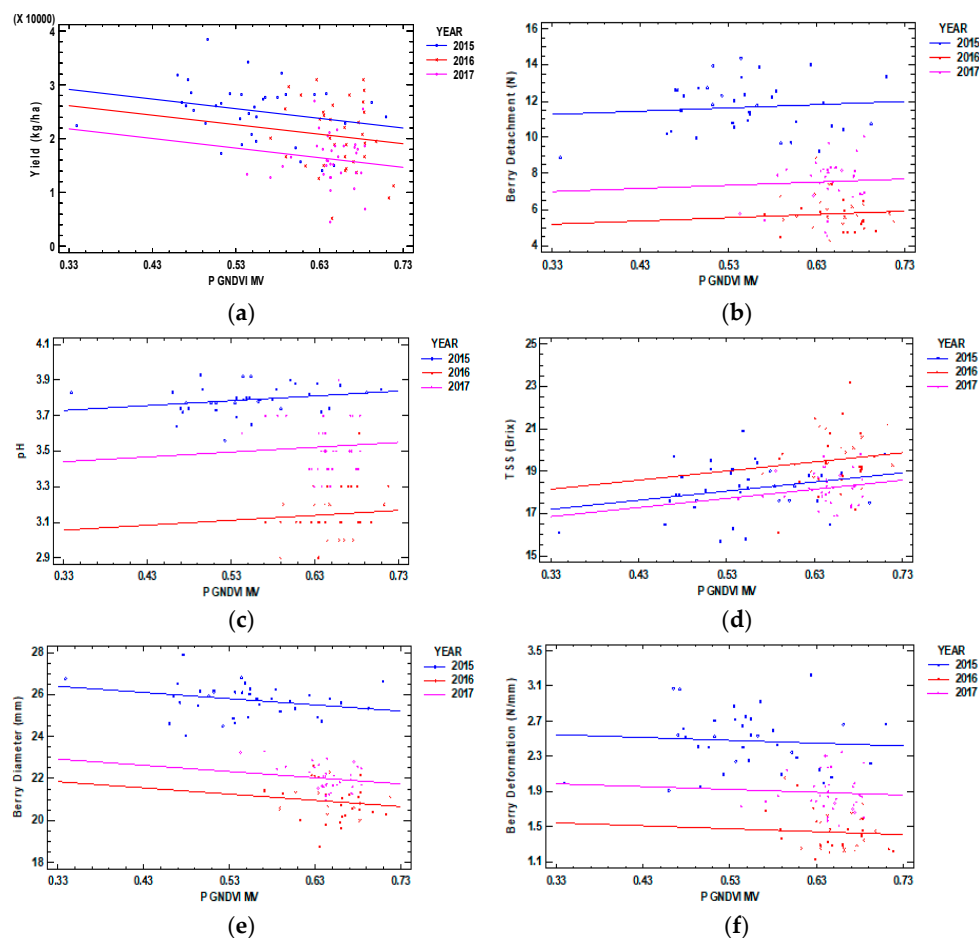 (X 10000)
YEAR
2015
2016
2017
4
3
2
1
0
Yield (kg/ha)
0.33 0.43 0.53 0.63 0.73
P GNDVI MV
(a)
YEAR
2015
2016
2017
16
14
12
10
8
6
4
Berry Detachment (N)
0.33 0.43 0.53 0.63 0.73
P GNDVI MV
(b)
YEAR
2015
2016
2017
4.1
3.9
3.7
3.5
3.3
3.1
2.9
pH
0.33 0.43 0.53 0.63 0.73
P GNDVI MV
(c)
YEAR
2015
2016
2017
25
23
21
19
17
15
TSS (Brix)
0.33 0.43 0.53 0.63 0.73
P GNDVI MV
(d)
YEAR
2015
2016
2017
28
26
24
22
20
18
Berry Diameter (mm)
0.33 0.43 0.53 0.63 0.73
P GNDVI MV
(e)
YEAR
2015
2016
2017
3.5
3.1
2.7
2.3
1.9
1.5
1.1
Berry Deformation (N/mm)
0.33 0.43 0.53 0.63 0.73
P GNDVI MV
(f)